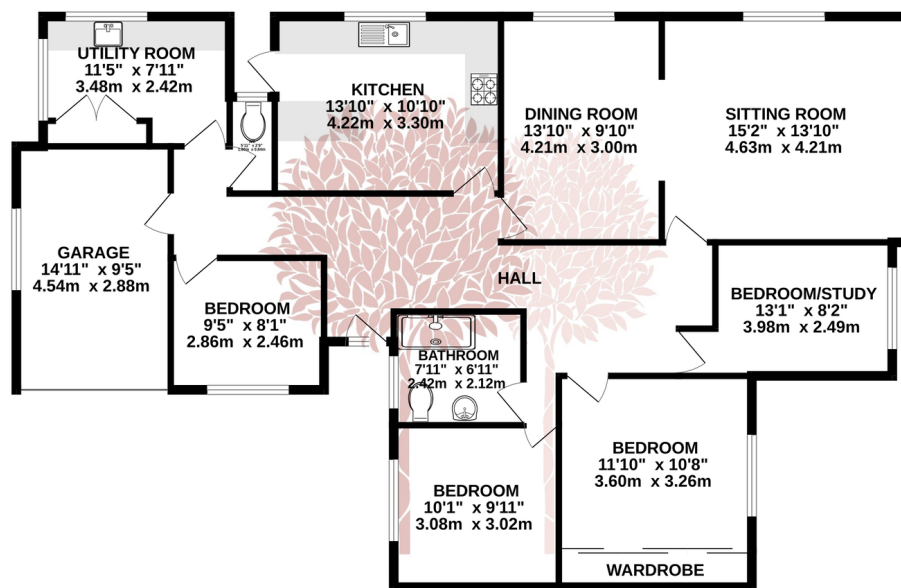 UTILITY ROOM
11'5" x 7'11"
3.48m x 2.42m
KITCHEN
13'10" x 10'10"
4.22m x 3.30m
DINING ROOM
13'10" x 9'10"
4.21m x 3.00m
SITTING ROOM
15'2" x 13'10"
4.63m x 4.21m
GARAGE
14'11" x 9'5"
4.54m x 2.88m
BEDROOM
9'5" x 8'1"
2.86m x 2.46m
HALL
BEDROOM/STUDY
13'1" x 8'2"
3.98m x 2.49m
BATHROOM
7'11" x 6'11"
2.42m x 2.12m
BEDROOM
10'1" x 9'11"
3.08m x 3.02m
BEDROOM
11'10" x 10'8"
3.60m x 3.26m
WARDROBE